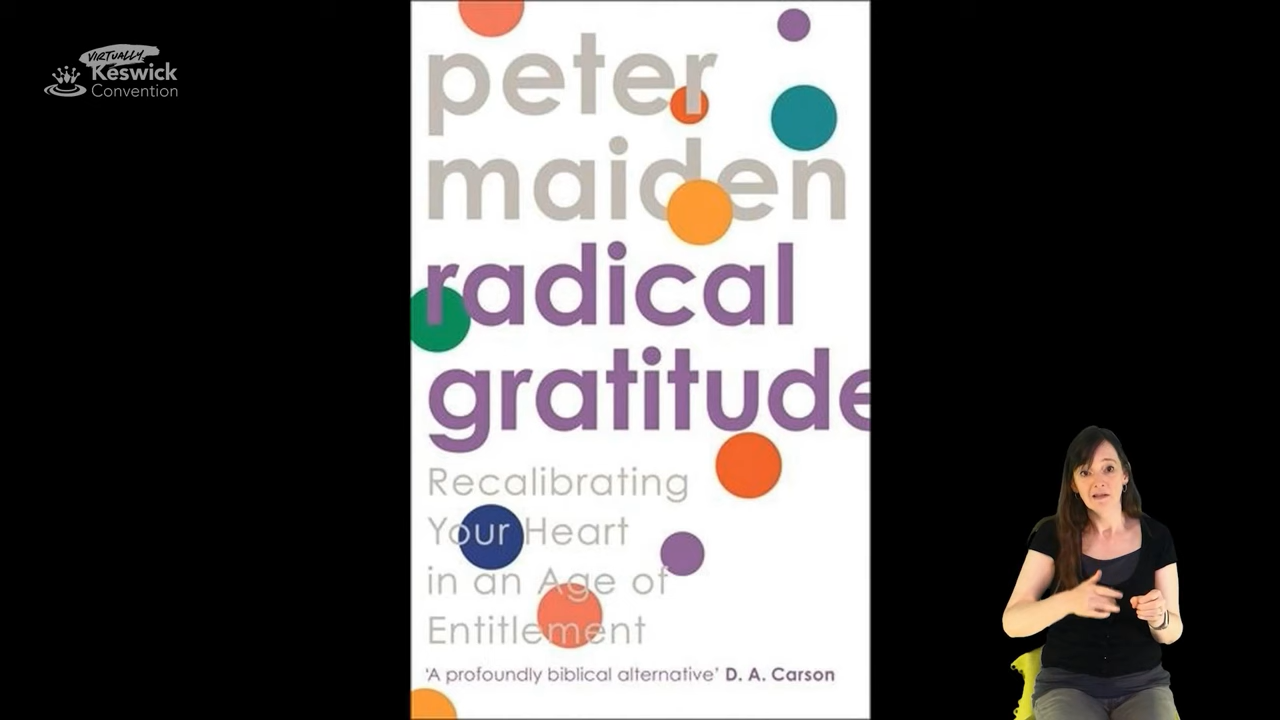 VIRTUALLY
Keswick
Convention
peter
maiden
radical
gratitude
Recalibrating
Your Heart
in an Age of
Entitlement
'A profoundly biblical alternative' D. A. Carson